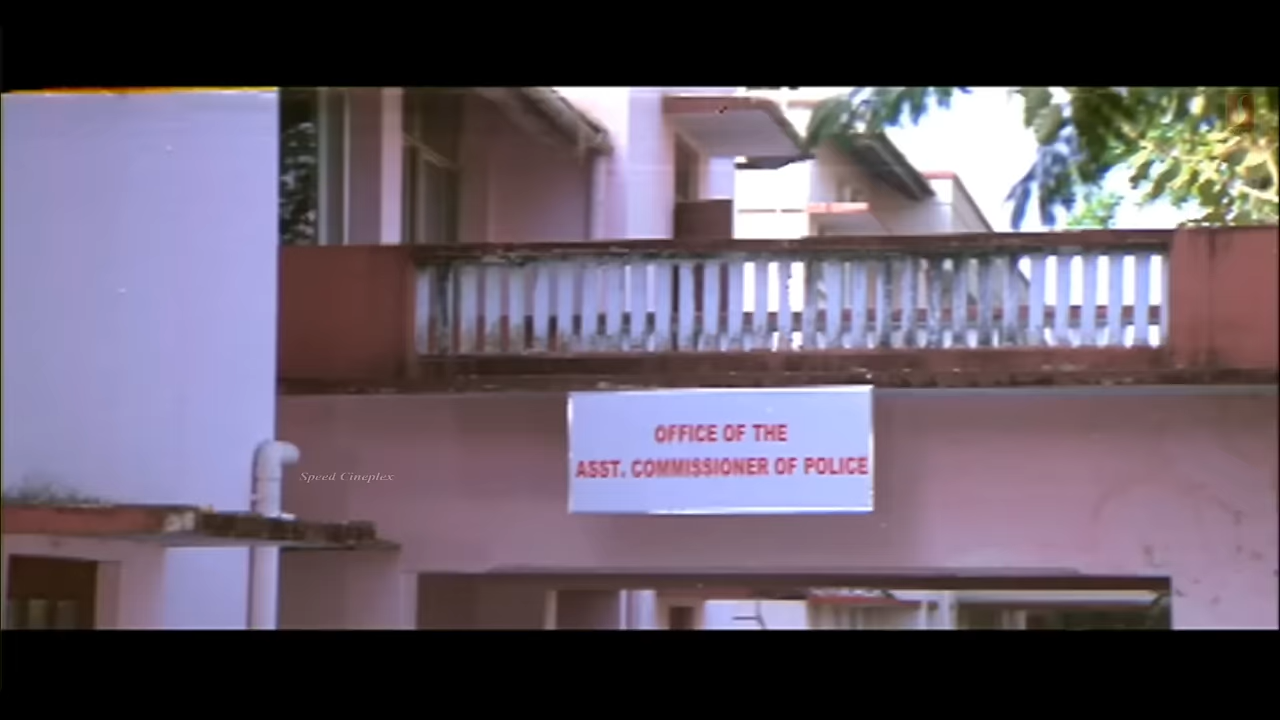 OFFICE OF THE
ASST. COMMISSIONER OF POLICE
Speed Cineplex